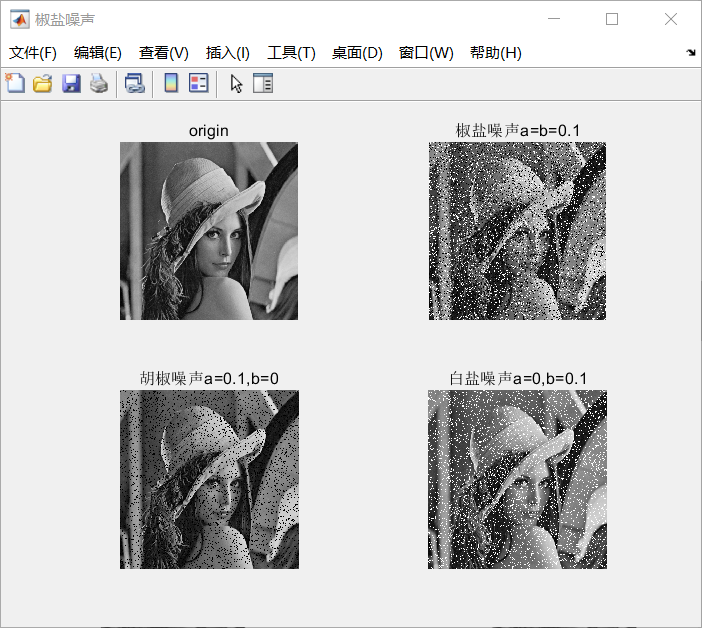 椒盐噪声
文件(F) 编辑(E) 查看(V) 插入(I) 工具(T) 桌面(D) 窗口(W) 帮助(H)
origin
椒盐噪声a=b=0.1
胡椒噪声a=0.1,b=0
白盐噪声a=0,b=0.1